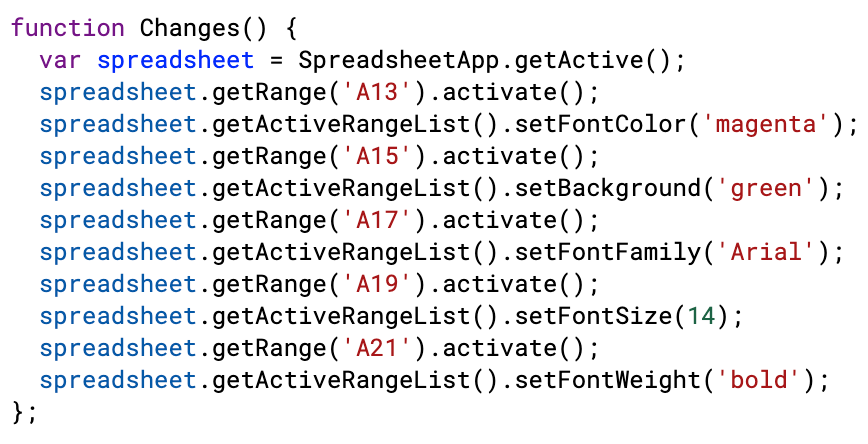 function Changes() {
  var spreadsheet = SpreadsheetApp.getActive();
  spreadsheet.getRange('A13').activate();
  spreadsheet.getActiveRangeList().setFontColor('magenta');
  spreadsheet.getRange('A15').activate();
  spreadsheet.getActiveRangeList().setBackground('green');
  spreadsheet.getRange('A17').activate();
  spreadsheet.getActiveRangeList().setFontFamily('Arial');
  spreadsheet.getRange('A19').activate();
  spreadsheet.getActiveRangeList().setFontSize(14);
  spreadsheet.getRange('A21').activate();
  spreadsheet.getActiveRangeList().setFontWeight('bold');
};